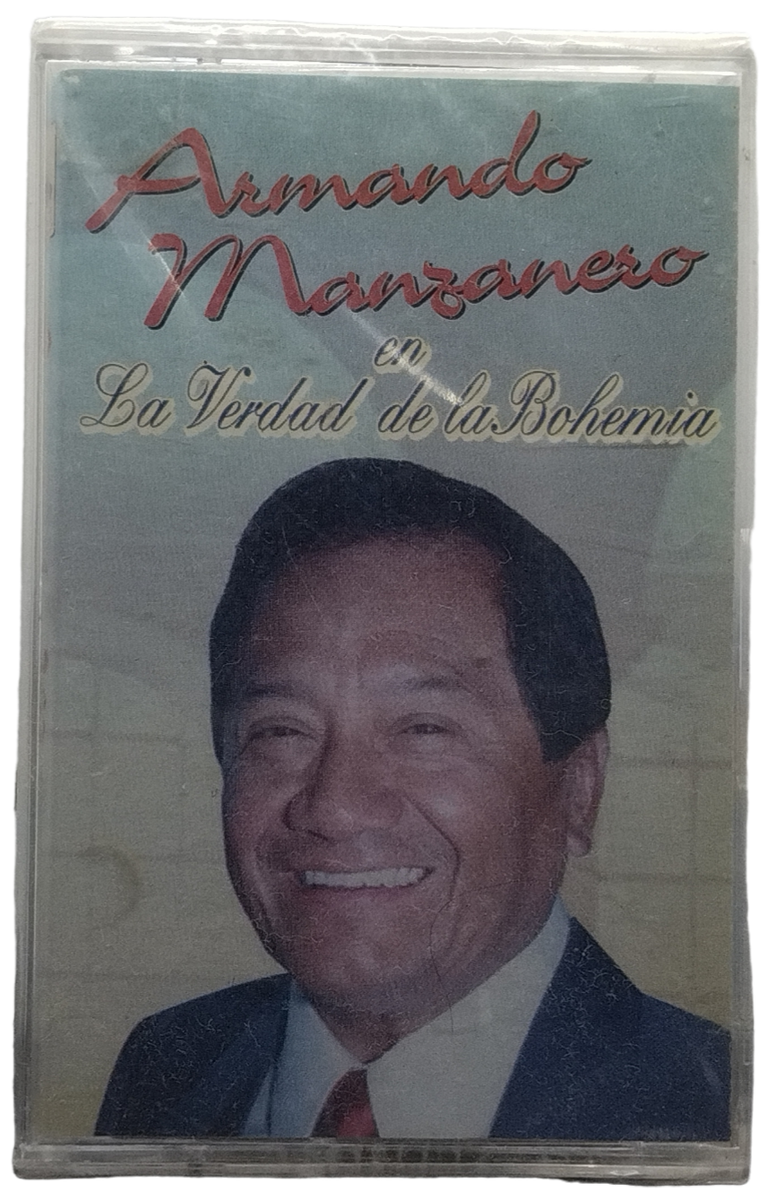 Armando
Manzanero
en
La Verdad de la Bohemia